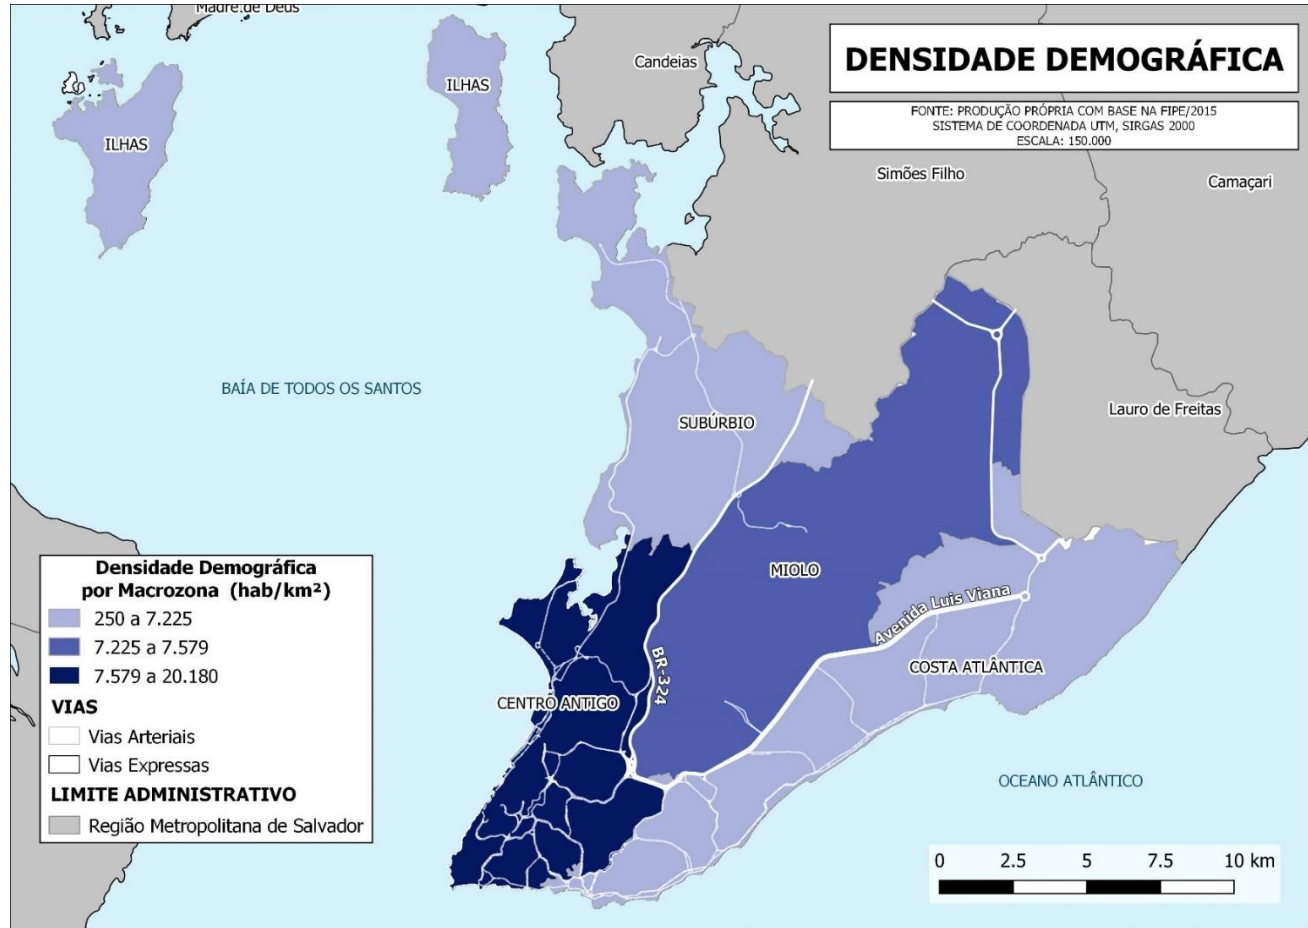 Madre de Deus
DENSIDADE DEMOGRÁFICA
FONTE: PRODUÇÃO PRÓPRIA COM BASE NA FIPE/2015
SISTEMA DE COORDENADA UTM, SIRGAS 2000
ESCALA: 150.000
Candeias
ILHAS
ILHAS
Simões Filho
Camaçari
BAÍA DE TODOS OS SANTOS
SUBÚRBIO
Lauro de Freitas
MIOLO
Avenida Luis Viana
COSTA ATLÂNTICA
BR-324
CENTRO ANTIGO
OCEANO ATLÂNTICO
Densidade Demográfica
por Macrozona (hab/km²)
250 a 7.225
7.225 a 7.579
7.579 a 20.180
VIAS
Vias Arteriais
Vias Expressas
LIMITE ADMINISTRATIVO
Região Metropolitana de Salvador
0 2.5 5 7.5 10 km